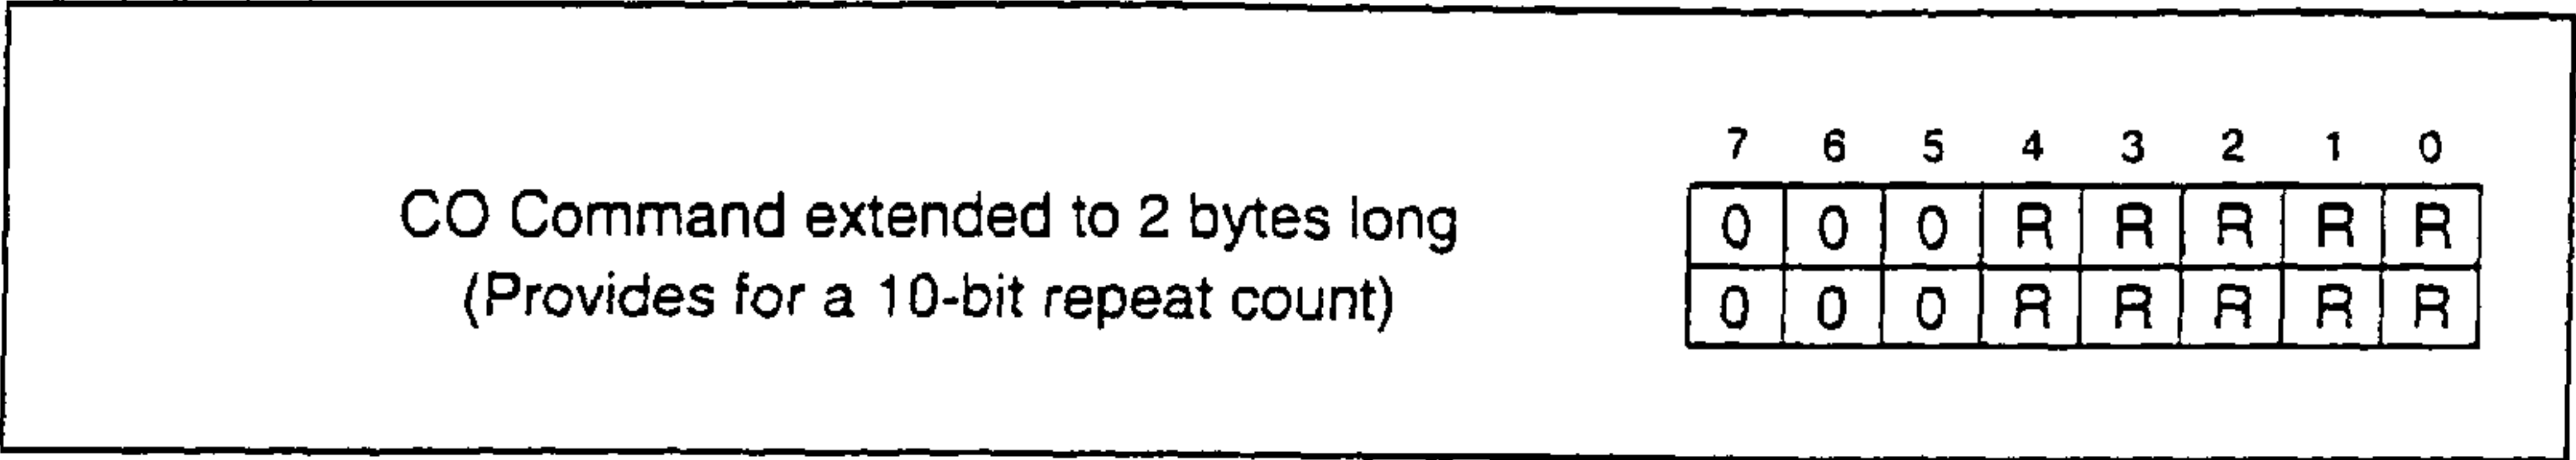 7 6 5 4 3 2 1 0
CO Command extended to 2 bytes long 0 0 0 R R R R R
(Provides for a 10-bit repeat count) 0 0 0 R R R R R